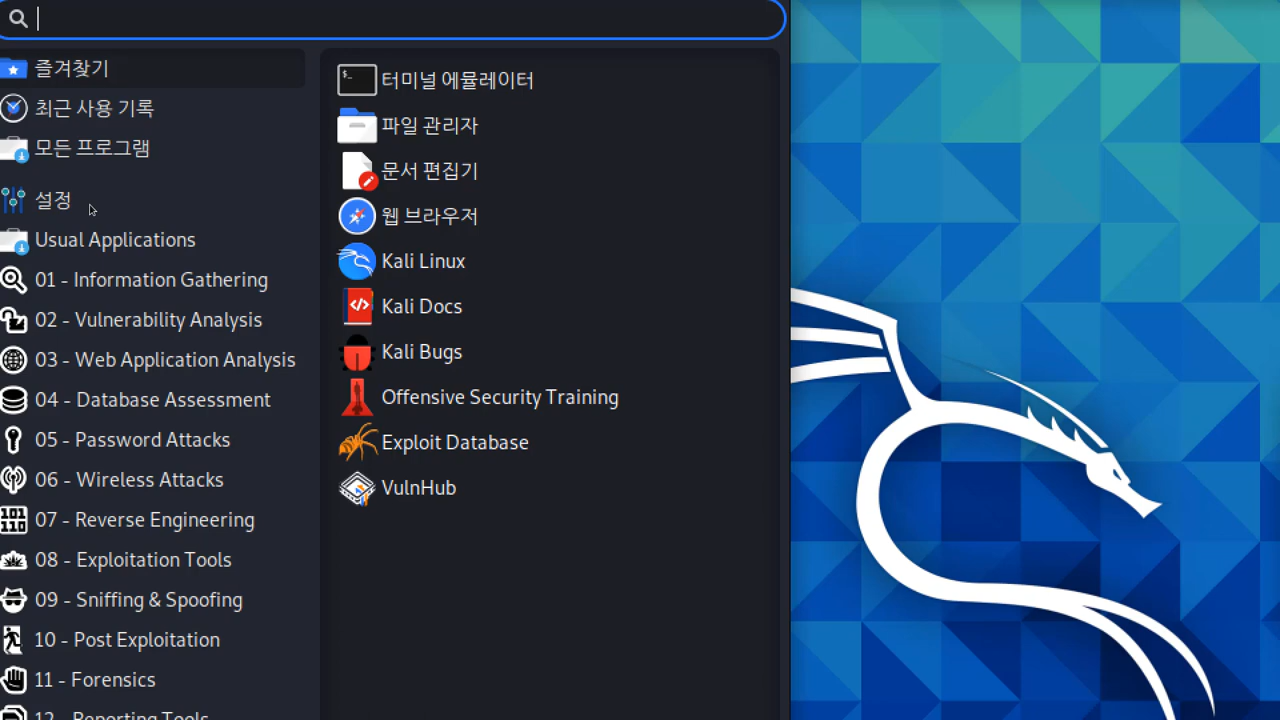 즐겨찾기
최근 사용 기록
모든 프로그램
설정
Usual Applications
01 - Information Gathering
02 - Vulnerability Analysis
03 - Web Application Analysis
04 - Database Assessment
05 - Password Attacks
06 - Wireless Attacks
07 - Reverse Engineering
08 - Exploitation Tools
09 - Sniffing & Spoofing
10 - Post Exploitation
11 - Forensics
12 - Reporting Tools
터미널 에뮬레이터
파일 관리자
문서 편집기
웹 브라우저
Kali Linux
Kali Docs
Kali Bugs
Offensive Security Training
Exploit Database
VulnHub